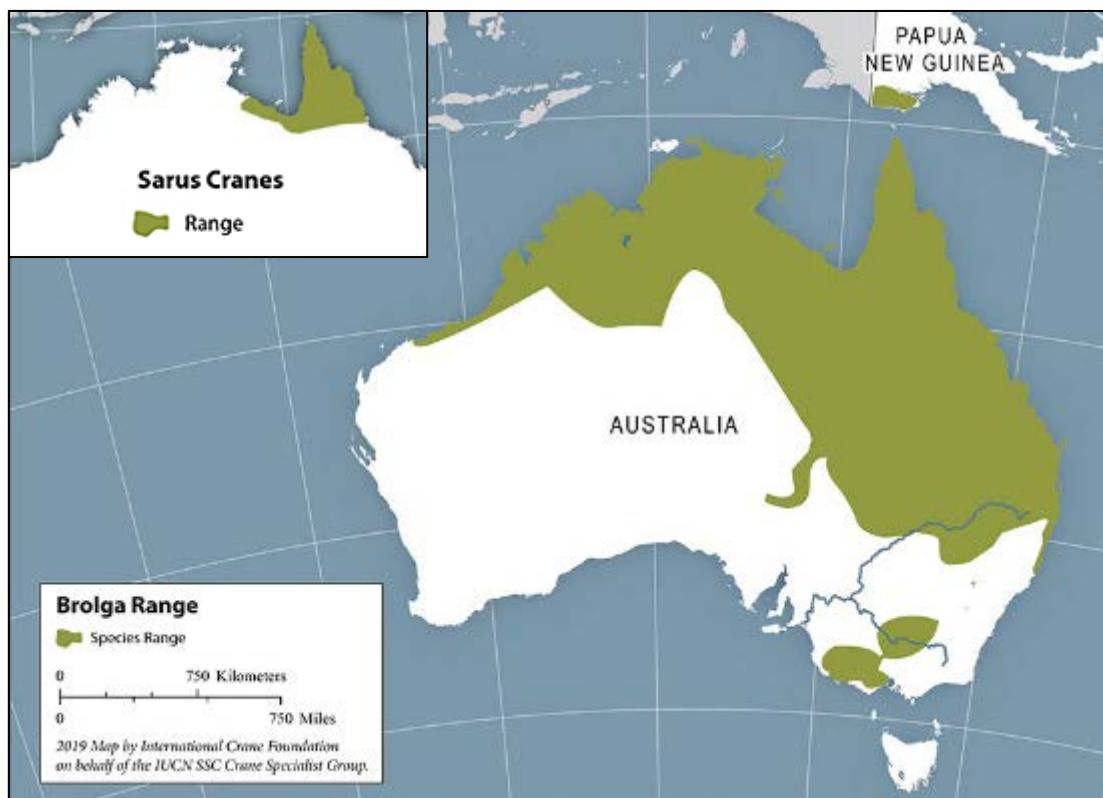 Sarus Cranes
Range
PAPUA
NEW GUINEA
AUSTRALIA
Brolga Range
Species Range
0 750 Kilometers
0 750 Miles
2019 Map by International Crane Foundation
on behalf of the IUCN SSC Crane Specialist Group.